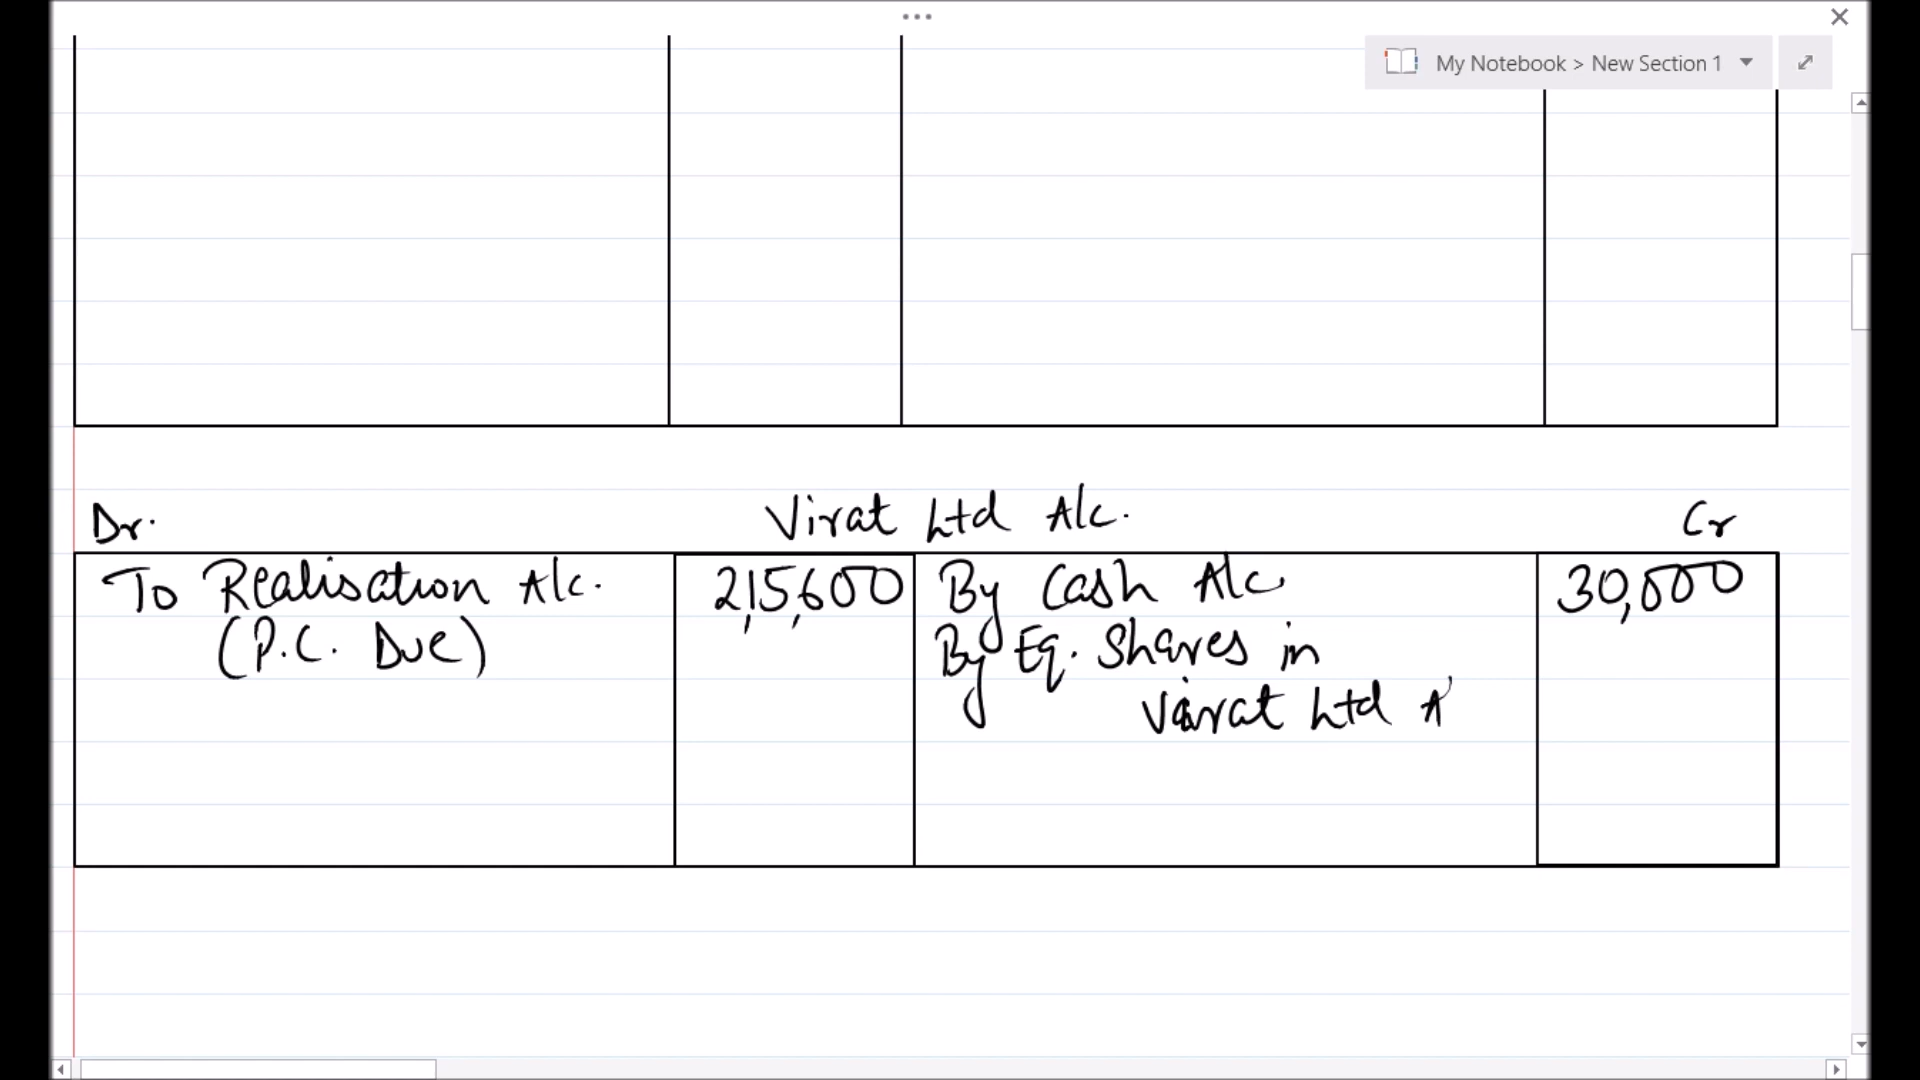 My Notebook > New Section 1
Dr. Virat Ltd A/c. Cr
To Realisation A/c. 2,15,600 By Cash A/c 30,000
(P.C. Due) By Eq. Shares in
Virat Ltd A